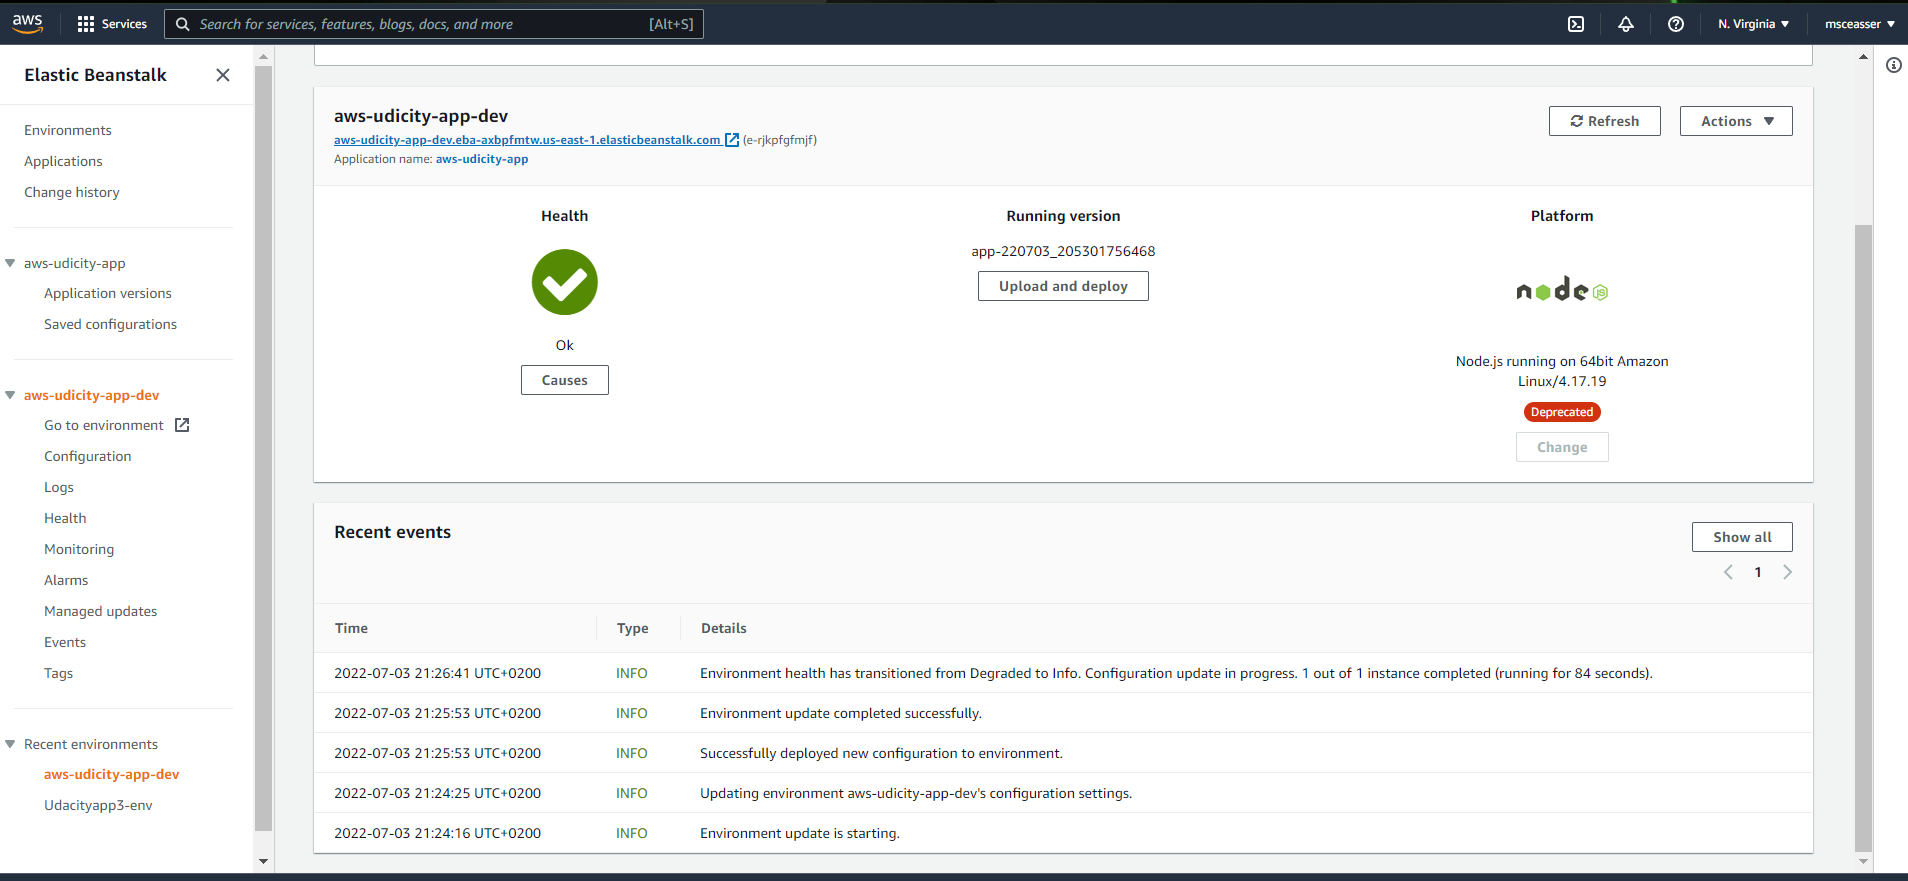 aws
Services
Search for services, features, blogs, docs, and more
[Alt+S]
N. Virginia
msceasser
Elastic Beanstalk
Environments
Applications
Change history
aws-udicity-app
Application versions
Saved configurations
aws-udicity-app-dev
Go to environment
Configuration
Logs
Health
Monitoring
Alarms
Managed updates
Events
Tags
Recent environments
aws-udicity-app-dev
Udacityapp3-env
aws-udicity-app-dev
aws-udicity-app-dev.eba-axbpfmtw.us-east-1.elasticbeanstalk.com (e-rjkpfgfmjf)
Application name: aws-udicity-app
Refresh
Actions
Health
Ok
Causes
Running version
app-220703_205301756468
Upload and deploy
Platform
node JS
Node.js running on 64bit Amazon
Linux/4.17.19
Deprecated
Change
Recent events
Show all
1
Time Type Details
2022-07-03 21:26:41 UTC+0200 INFO Environment health has transitioned from Degraded to Info. Configuration update in progress. 1 out of 1 instance completed (running for 84 seconds).
2022-07-03 21:25:53 UTC+0200 INFO Environment update completed successfully.
2022-07-03 21:25:53 UTC+0200 INFO Successfully deployed new configuration to environment.
2022-07-03 21:24:25 UTC+0200 INFO Updating environment aws-udicity-app-dev's configuration settings.
2022-07-03 21:24:16 UTC+0200 INFO Environment update is starting.